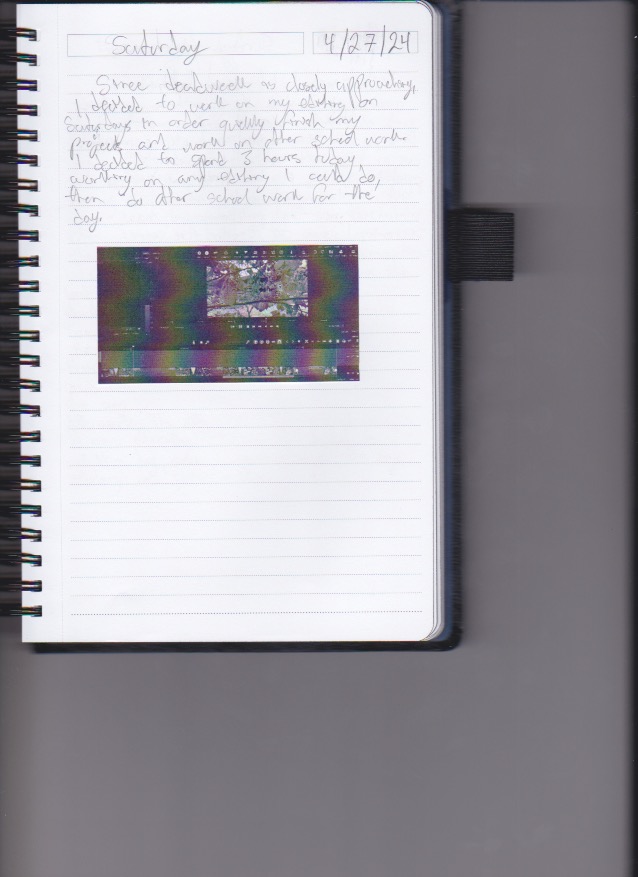 Saturday
4/27/24
Since deadweek is closely approaching,
I decided to work on my editing on
Saturdays in order quickly finish my
project and work on other school work.
I decided to spend 3 hours today
working on any editing I could do,
then do other school work for the
day.